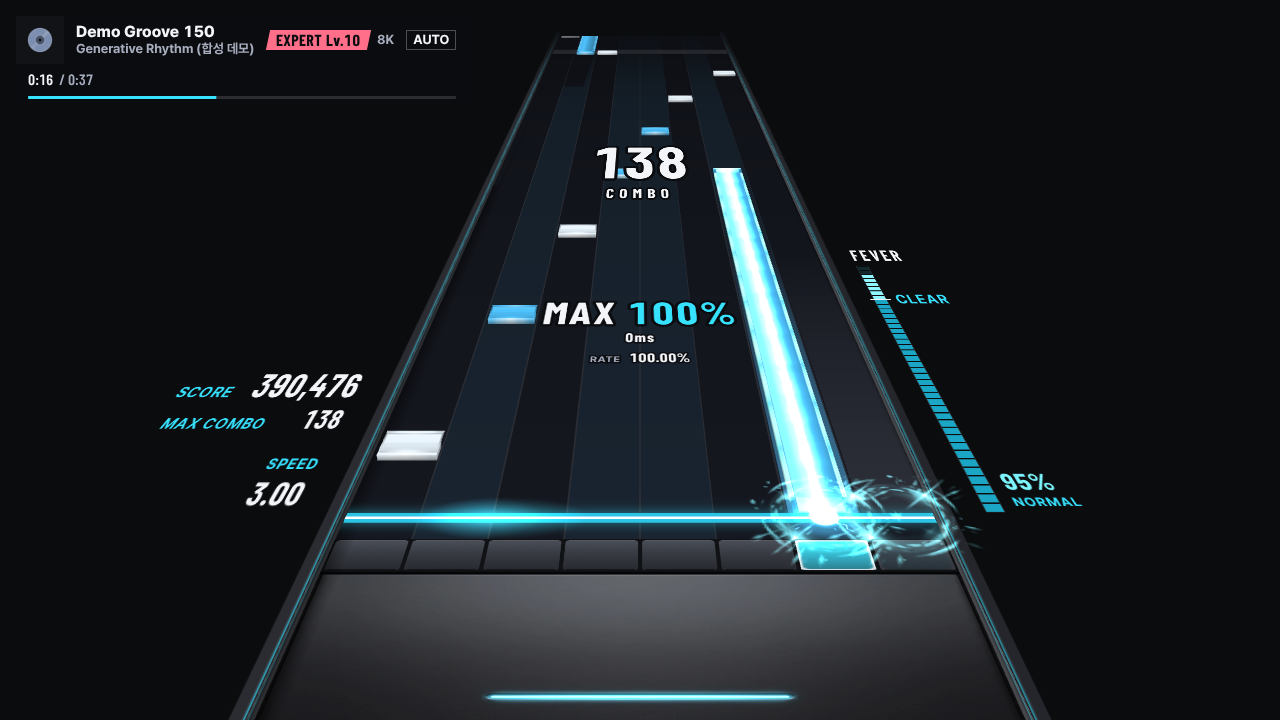 Demo Groove 150
Generative Rhythm (합성 데모)
EXPERT Lv.10 8K AUTO
0:16 / 0:37
138
COMBO
FEVER
CLEAR
MAX 100%
0ms
RATE 100.00%
SCORE 390,476
MAX COMBO 138
SPEED
3.00
95%
NORMAL